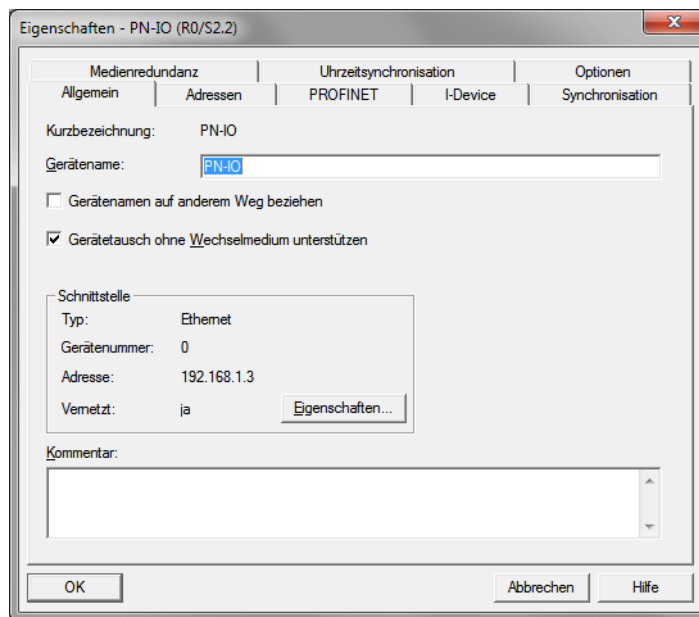 Eigenschaften - PN-IO (R0/S2.2)
Medienredundanz Uhrzeitsynchronisation Optionen
Allgemein Adressen PROFINET I-Device Synchronisation
Kurzbezeichnung: PN-IO
Gerätename: PN-IO
Gerätenamen auf anderem Weg beziehen
Gerätetausch ohne Wechselmedium unterstützen
Schnittstelle
Typ: Ethernet
Gerätenummer: 0
Adresse: 192.168.1.3
Vernetzt: ja Eigenschaften...
Kommentar:
OK Abbrechen Hilfe